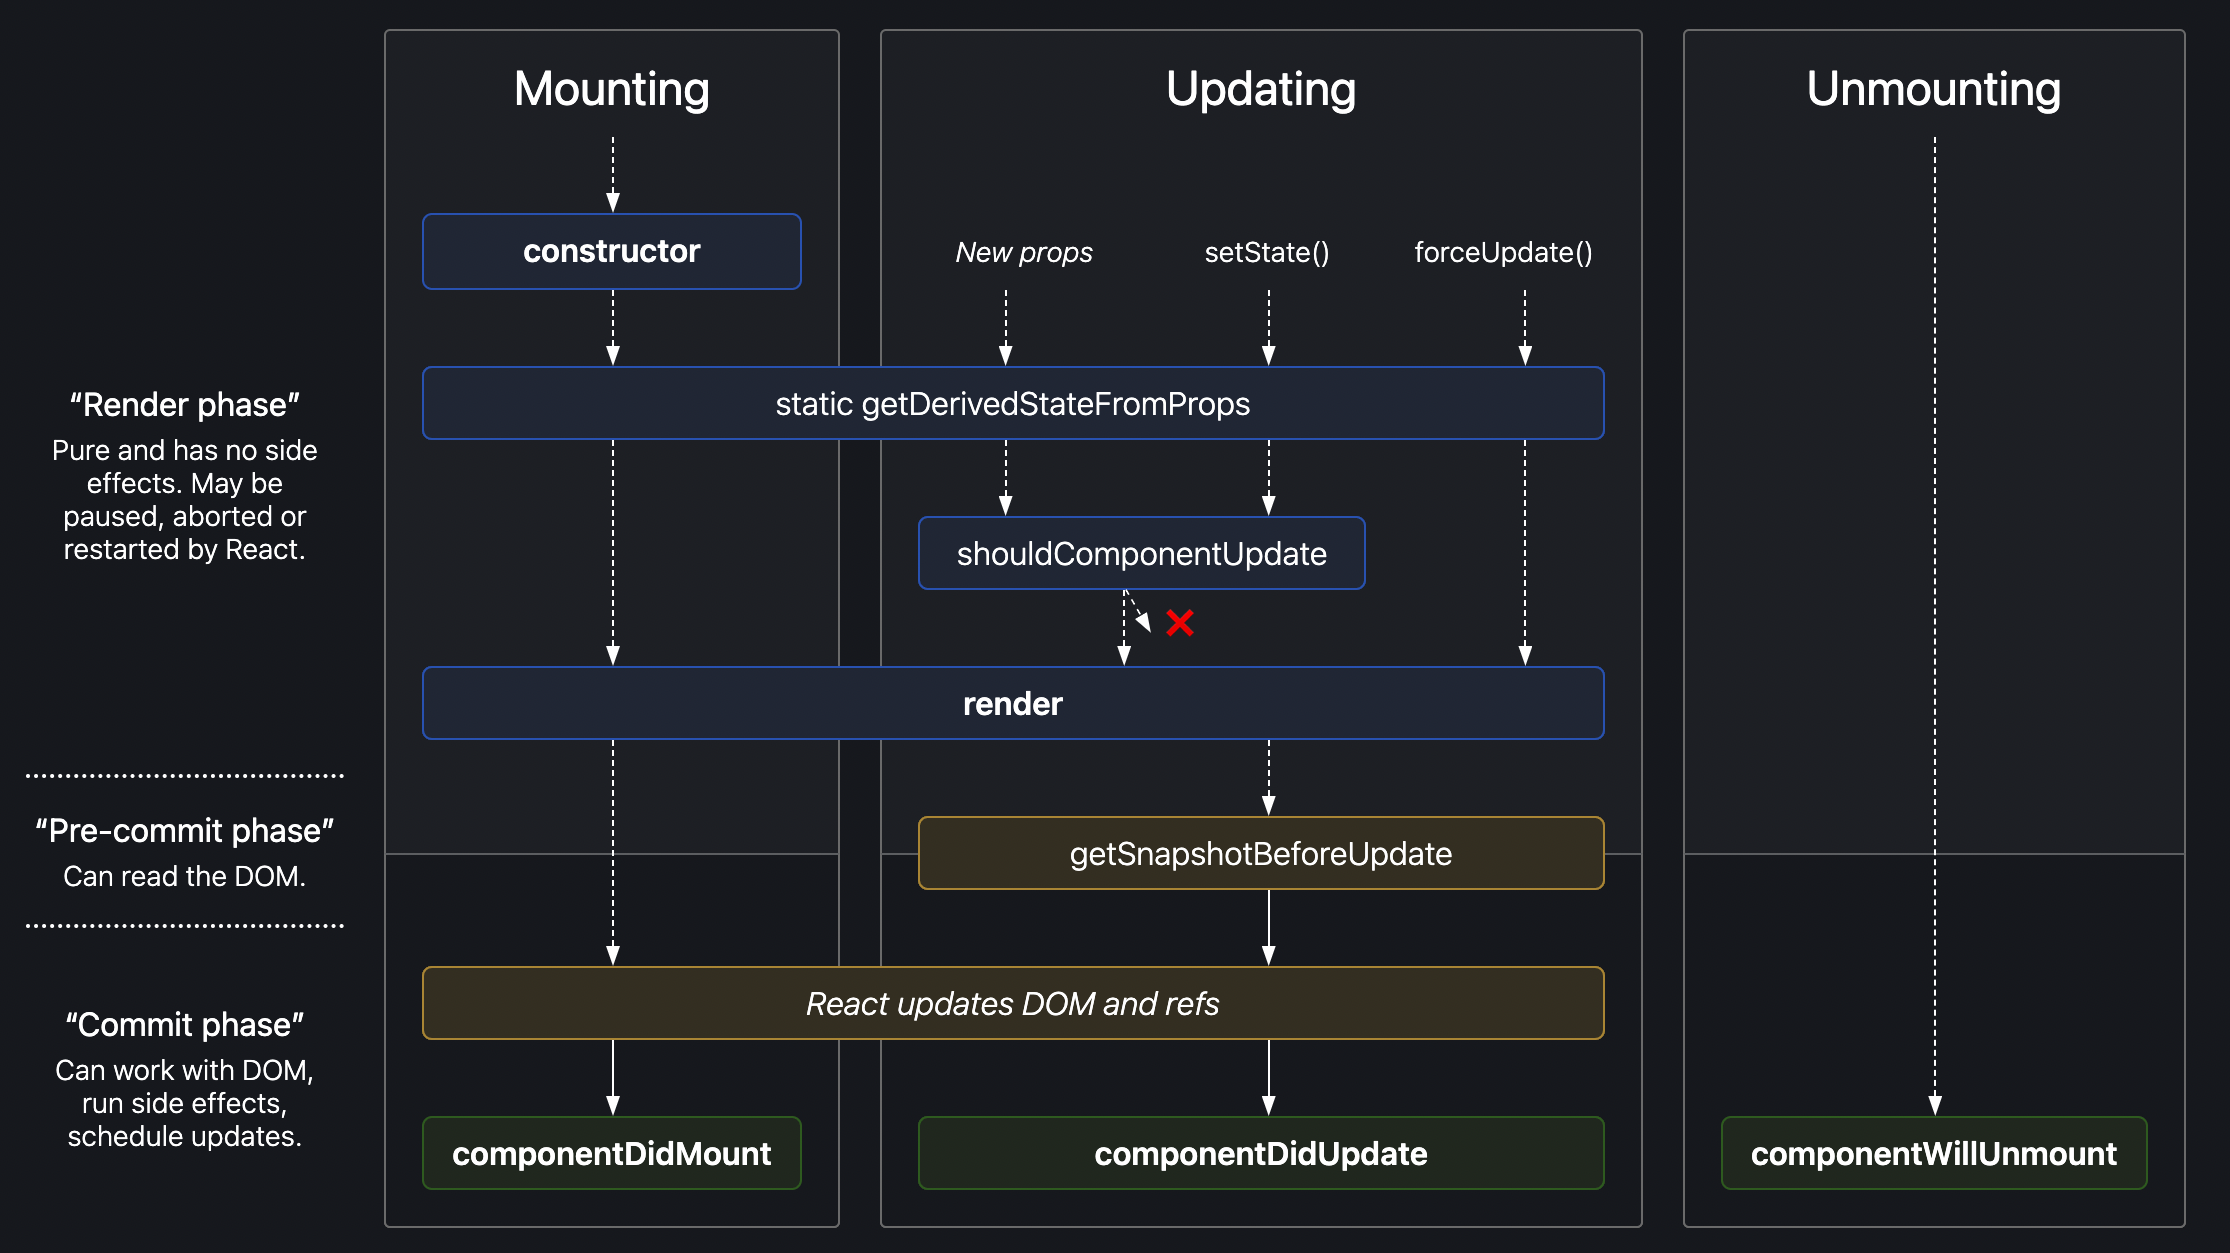 Mounting
Updating
Unmounting
constructor
New props
setState()
forceUpdate()
static getDerivedStateFromProps
“Render phase”
Pure and has no side
effects. May be
paused, aborted or
restarted by React.
shouldComponentUpdate
render
“Pre-commit phase”
Can read the DOM.
getSnapshotBeforeUpdate
React updates DOM and refs
“Commit phase”
Can work with DOM,
run side effects,
schedule updates.
componentDidMount
componentDidUpdate
componentWillUnmount